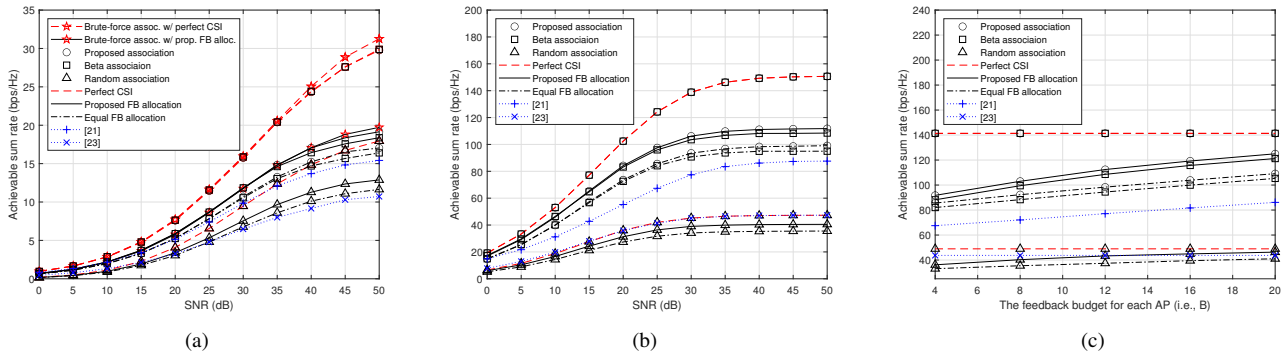 Brute-force assoc. w/ perfect CSI
Brute-force assoc. w/ prop. FB alloc.
Proposed association
Beta associaion
Random association
Perfect CSI
Proposed FB allocation
Equal FB allocation
[21]
[23]
Achievable sum rate (bps/Hz)
35
30
25
20
15
10
5
0
0 5 10 15 20 25 30 35 40 45 50
SNR (dB)
(a)
Proposed association
Beta associaion
Random association
Perfect CSI
Proposed FB allocation
Equal FB allocation
[21]
[23]
Achievable sum rate (bps/Hz)
200
180
160
140
120
100
80
60
40
20
0
0 5 10 15 20 25 30 35 40 45 50
SNR (dB)
(b)
Proposed association
Beta associaion
Random association
Perfect CSI
Proposed FB allocation
Equal FB allocation
[21]
[23]
Achievable sum rate (bps/Hz)
240
220
200
180
160
140
120
100
80
60
40
4 6 8 10 12 14 16 18 20
The feedback budget for each AP (i.e., B)
(c)